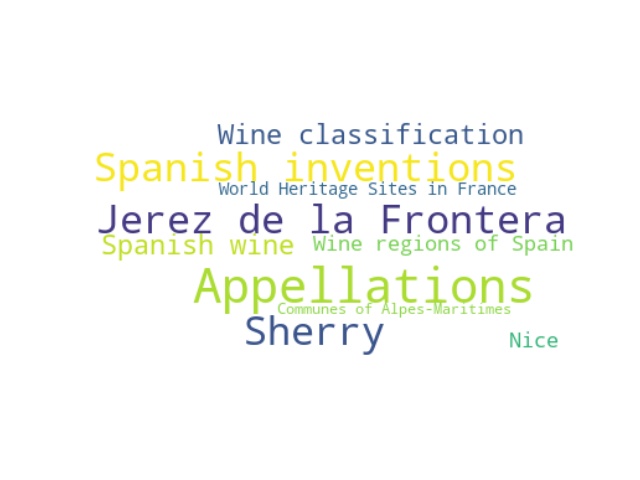 Wine classification
Spanish inventions
World Heritage Sites in France
Jerez de la Frontera
Spanish wine
Wine regions of Spain
Appellations
Communes of Alpes-Maritimes
Sherry
Nice